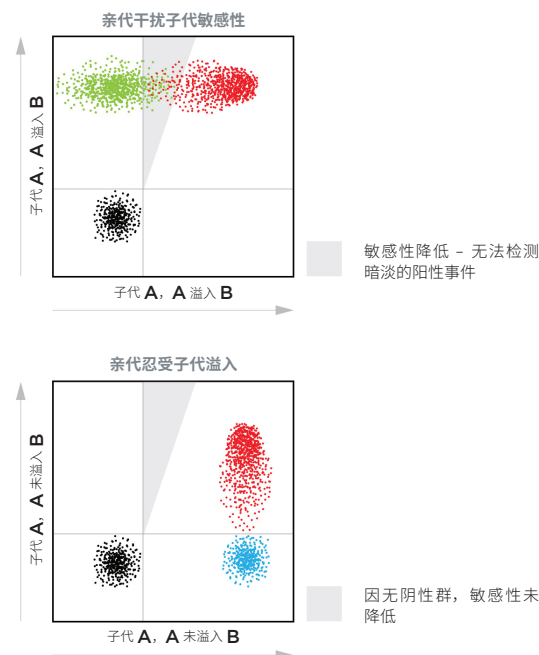 亲代干扰子代敏感性
子代 A，A 溢入 B
子代 A，A 溢入 B
敏感性降低 – 无法检测
暗淡的阳性事件
亲代忍受子代溢入
子代 A，A 未溢入 B
子代 A，A 未溢入 B
因无阴性群，敏感性未
降低